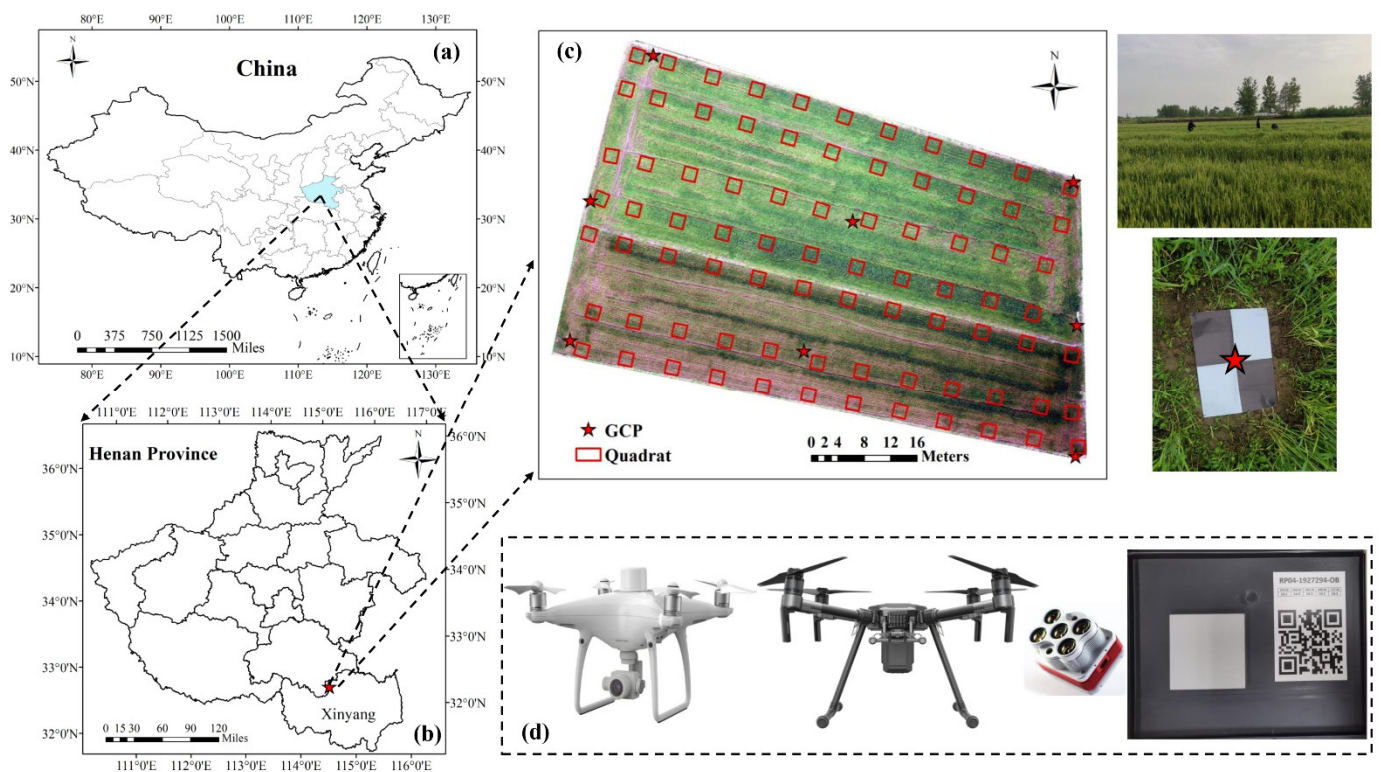 80°E 90°E 100°E 110°E 120°E 130°E
N
(a)
China
50°N 50°N
40°N 40°N
30°N 30°N
20°N 20°N
10°N 10°N
0 375 750 1125 1500
Miles
80°E 90°E 100°E 110°E 120°E 130°E
(c)
N
GCP
Quadrat
0 2 4 8 12 16
Meters
111°0'E 112°0'E 113°0'E 114°0'E 115°0'E 116°0'E 117°0'E
Henan Province
N
36°0'N
35°0'N
34°0'N
33°0'N
32°0'N
36°0'N
35°0'N
34°0'N
33°0'N
32°0'N
Xinyang
0 15 30 60 90 120
Miles
(b)
111°0'E 112°0'E 113°0'E 114°0'E 115°0'E 116°0'E
(d)
RP04-1927294-OB